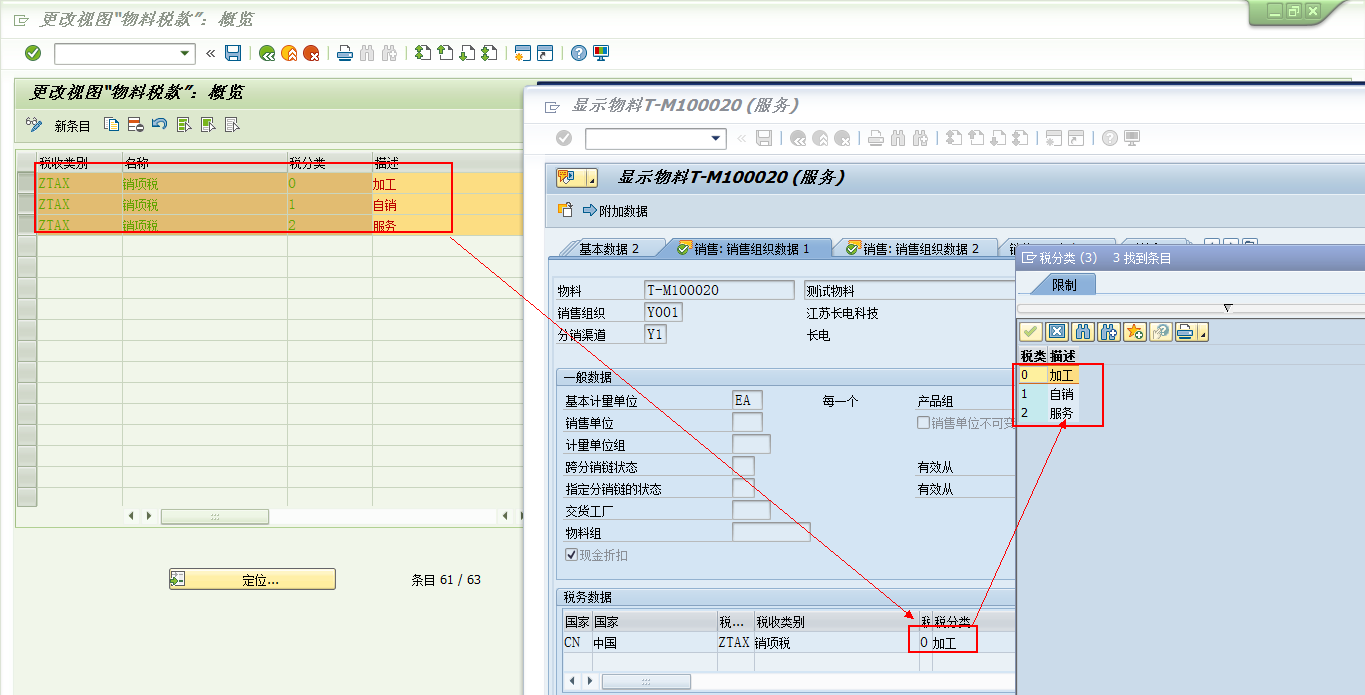 更改视图“物料税款”: 概览
更改视图“物料税款”: 概览
新条目
税收类别 名称 税分类 描述
ZTAX 销项税 0 加工
ZTAX 销项税 1 自销
ZTAX 销项税 2 服务
定位...
条目 61 / 63
显示物料T-M100020 (服务)
显示物料T-M100020 (服务)
附加数据
基本数据 2
销售: 销售组织数据 1
销售: 销售组织数据 2
物料 T-M100020 测试物料
销售组织 Y001 江苏长电科技
分销渠道 Y1 长电
一般数据
基本计量单位 EA 每一个 产品组
销售单位 销售单位不可变
计量单位组
跨分销链状态 有效从
指定分销链的状态 有效从
交货工厂
物料组
现金折扣
税务数据
国家 国家 税... 税收类别 税分类
CN 中国 ZTAX 销项税 0 加工
税分类 (3) 3 找到条目
限制
税类 描述
0 加工
1 自销
2 服务